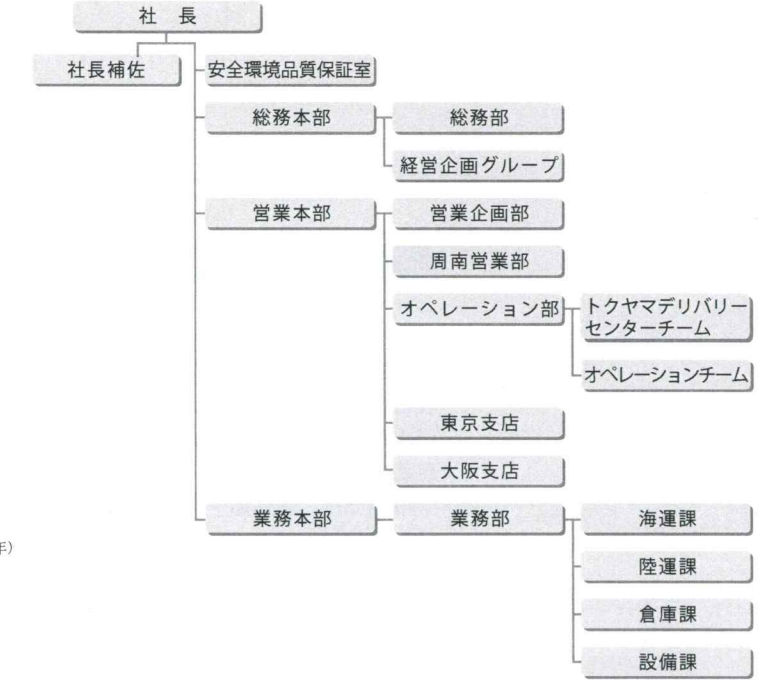 社長
社長補佐
安全環境品質保証室
総務本部
総務部
経営企画グループ
営業本部
営業企画部
周南営業部
オペレーション部
トクヤマデリバリー
センターチーム
オペレーションチーム
東京支店
大阪支店
業務本部
業務部
海運課
年）
陸運課
倉庫課
設備課